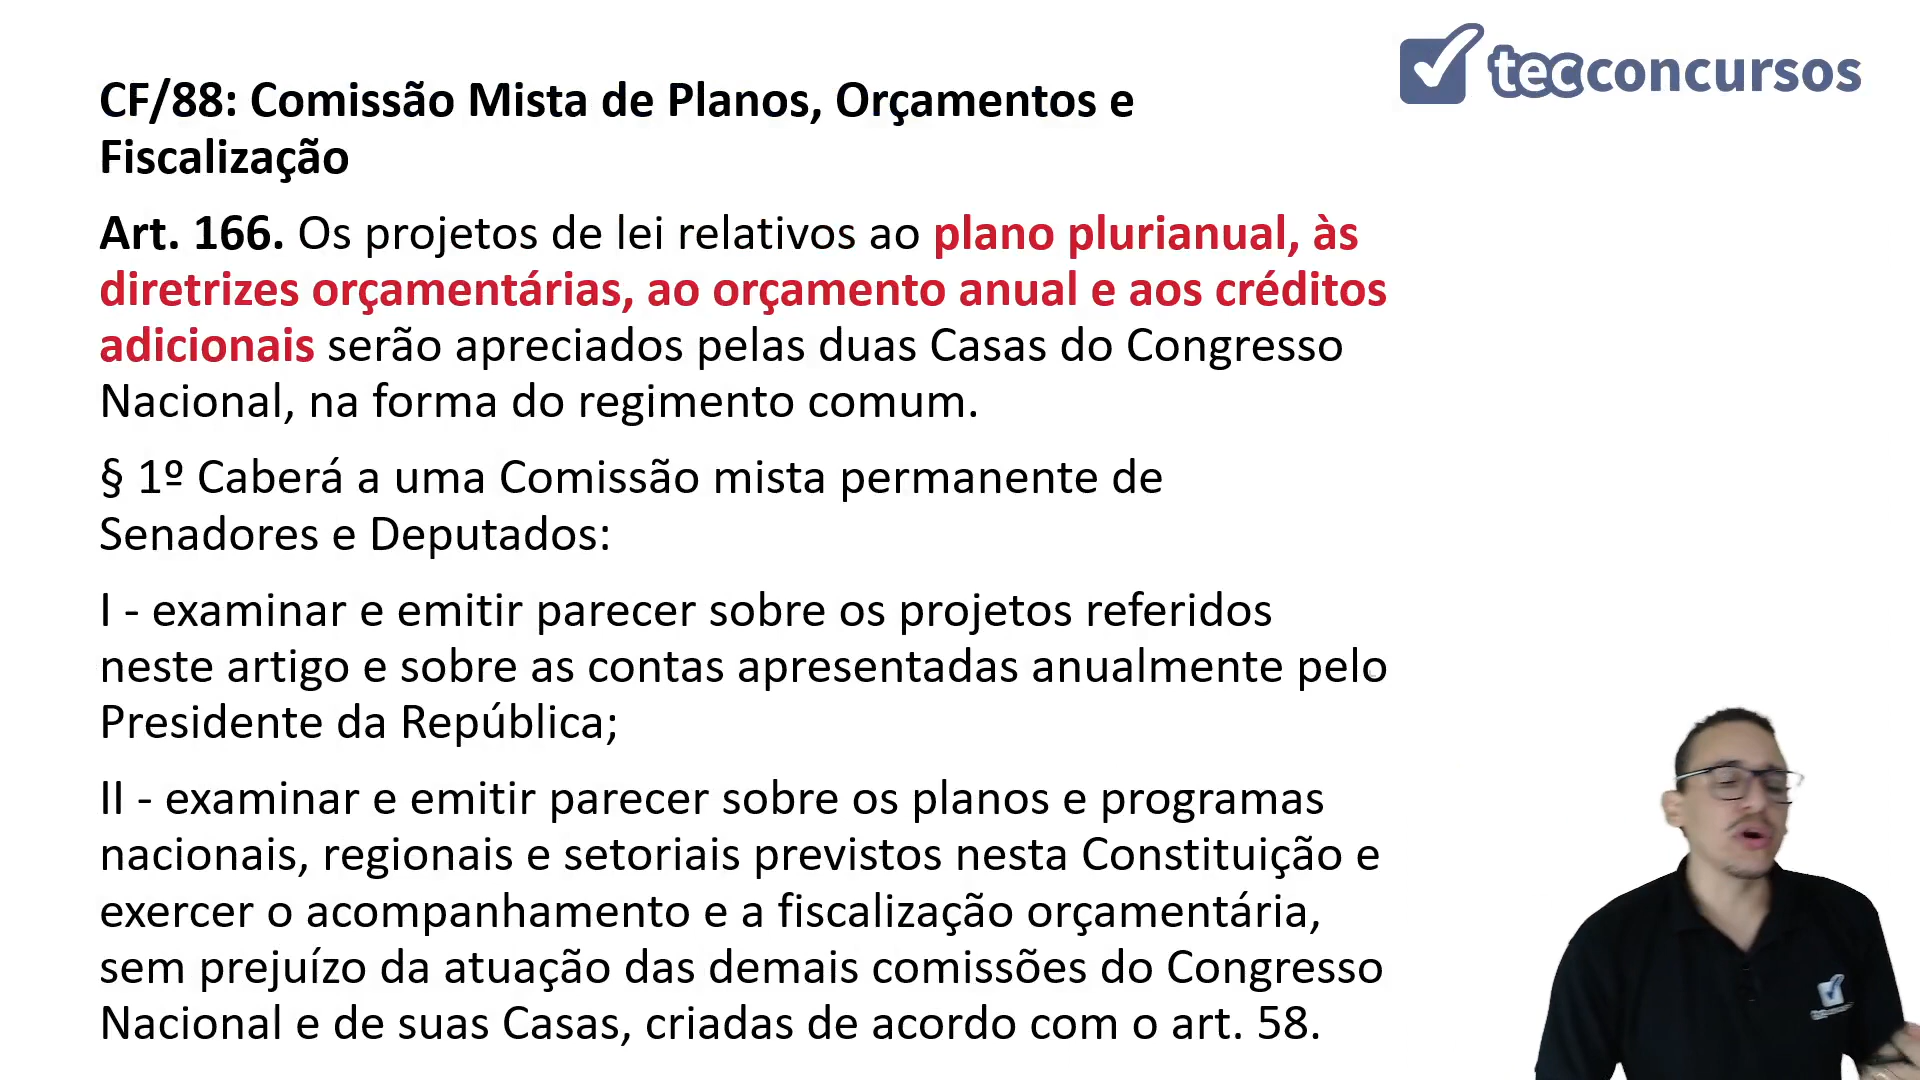 tecconcursos
CF/88: Comissão Mista de Planos, Orçamentos e
Fiscalização
Art. 166. Os projetos de lei relativos ao plano plurianual, às
diretrizes orçamentárias, ao orçamento anual e aos créditos
adicionais serão apreciados pelas duas Casas do Congresso
Nacional, na forma do regimento comum.
§ 1º Caberá a uma Comissão mista permanente de
Senadores e Deputados:
I - examinar e emitir parecer sobre os projetos referidos
neste artigo e sobre as contas apresentadas anualmente pelo
Presidente da República;
II - examinar e emitir parecer sobre os planos e programas
nacionais, regionais e setoriais previstos nesta Constituição e
exercer o acompanhamento e a fiscalização orçamentária,
sem prejuízo da atuação das demais comissões do Congresso
Nacional e de suas Casas, criadas de acordo com o art. 58.